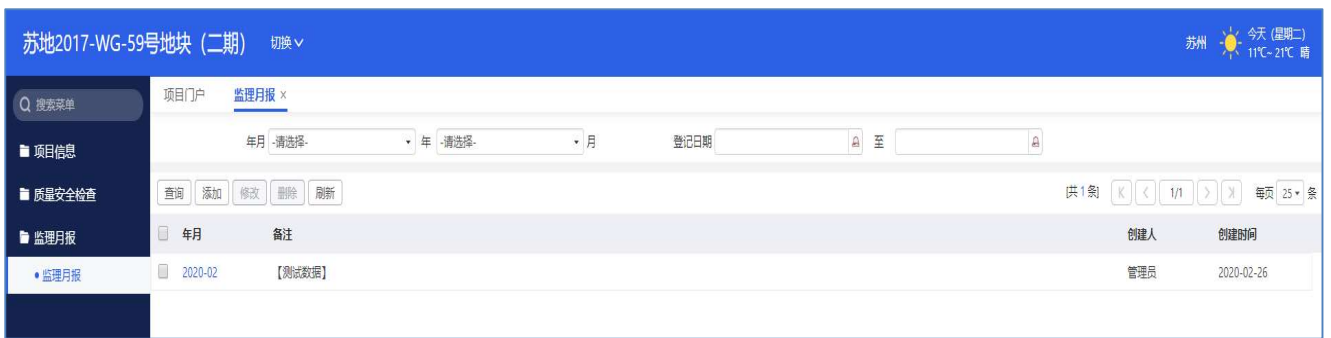 苏地2017-WG-59号地块（二期） 切换 苏州 今天 (星期二)
11℃~21℃ 晴
搜索菜单
项目门户 监理月报 ×
年月 -请选择- 年 -请选择- 月 登记日期 至
项目信息
质量安全检查
查询 添加 修改 删除 刷新 [共1条] 1/1 每页 25 条
监理月报
年月 备注 创建人 创建时间
监理月报
2020-02 【测试数据】 管理员 2020-02-26